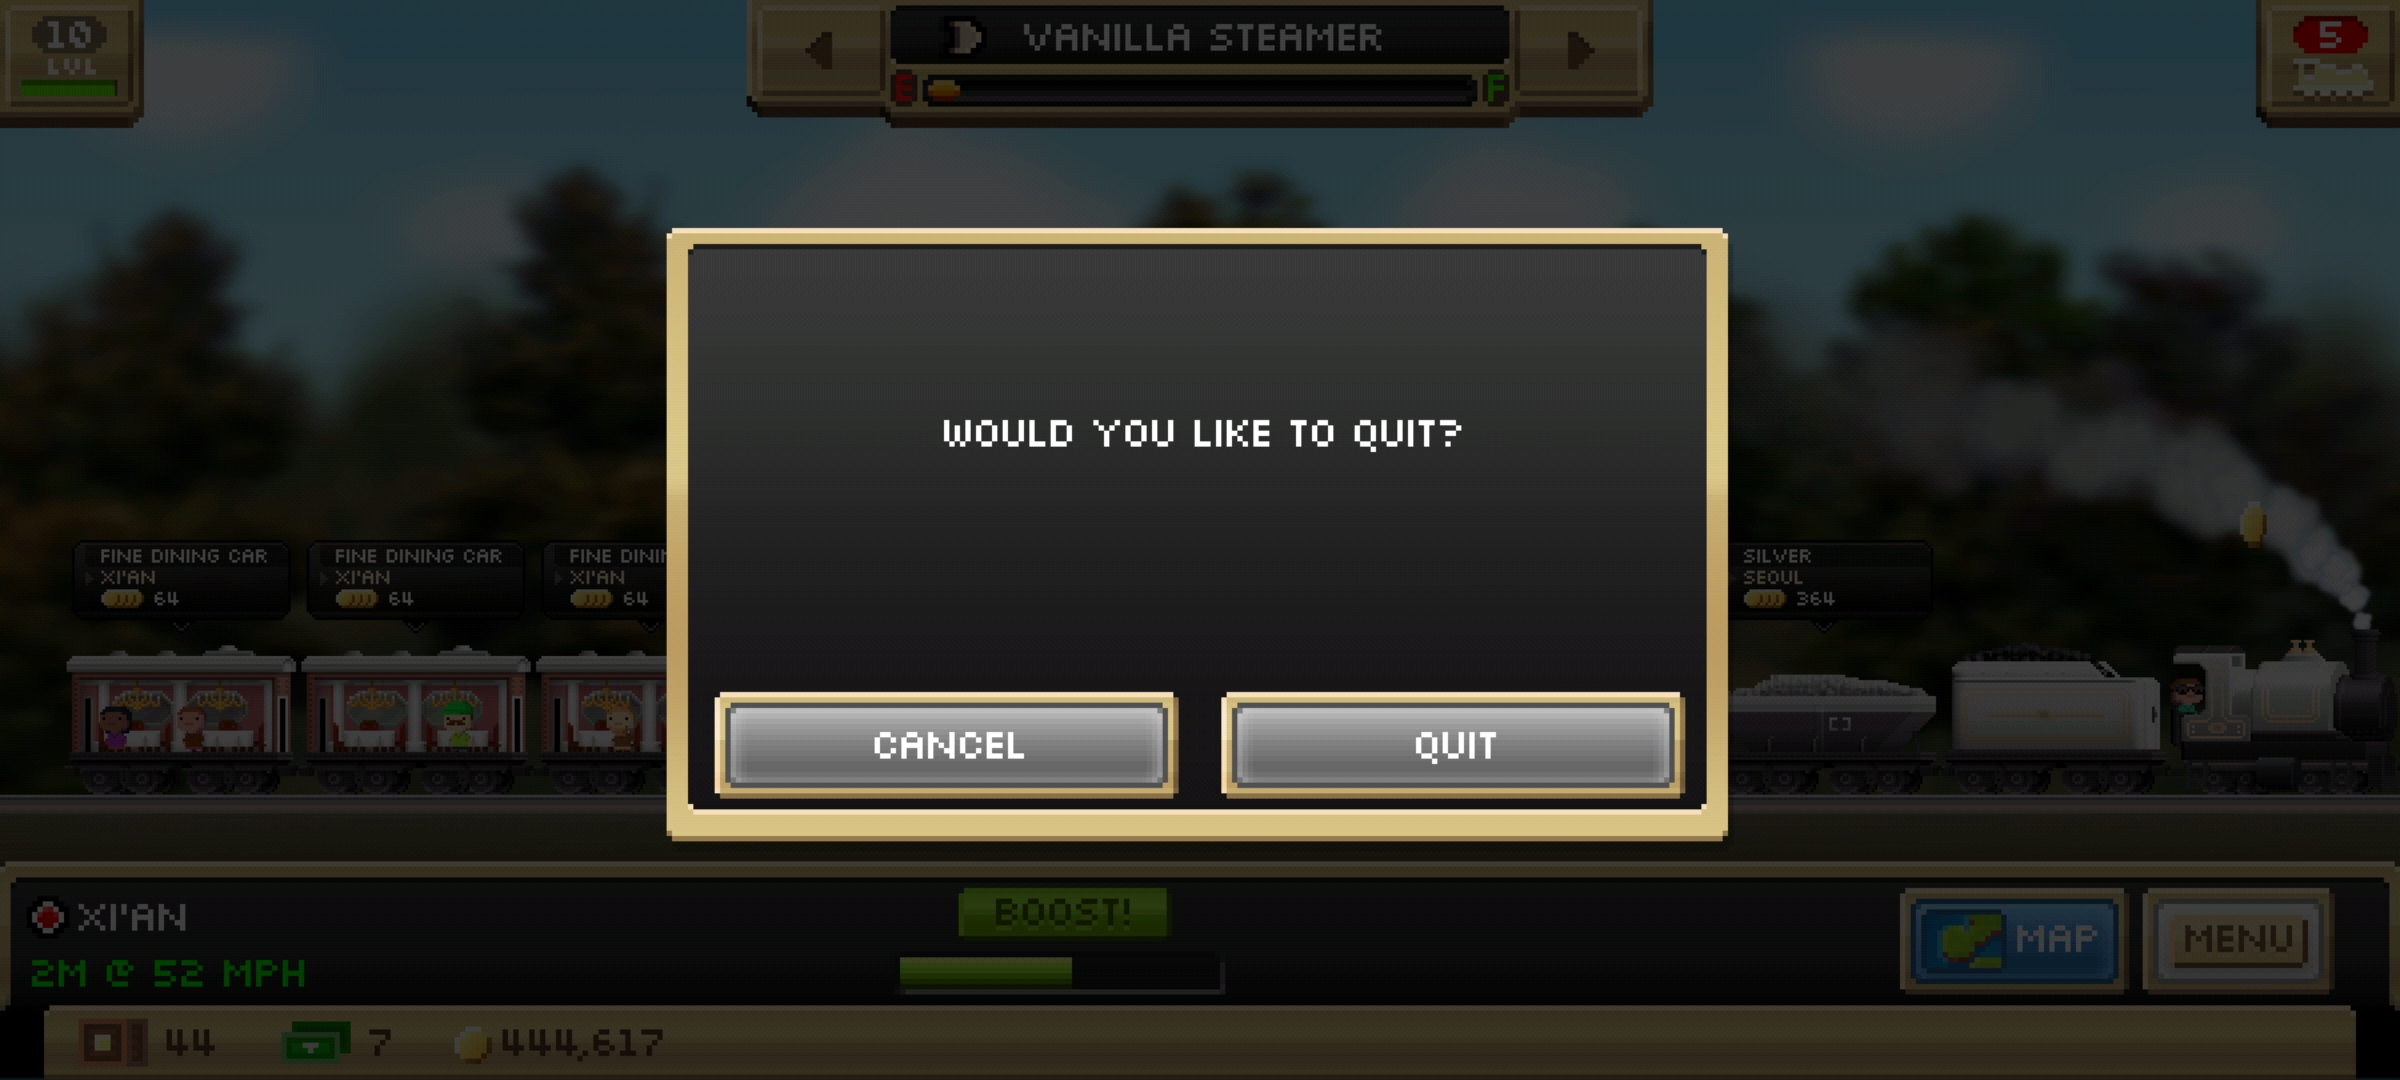 10
LVL
VANILLA STEAMER
E F
5
WOULD YOU LIKE TO QUIT?
FINE DINING CAR
XI'AN
64
FINE DINING CAR
XI'AN
64
FINE DININ
XI'AN
64
SILVER
SEOUL
364
CANCEL
QUIT
XI'AN
2M @ 52 MPH
BOOST!
MAP
MENU
44
7
444,617